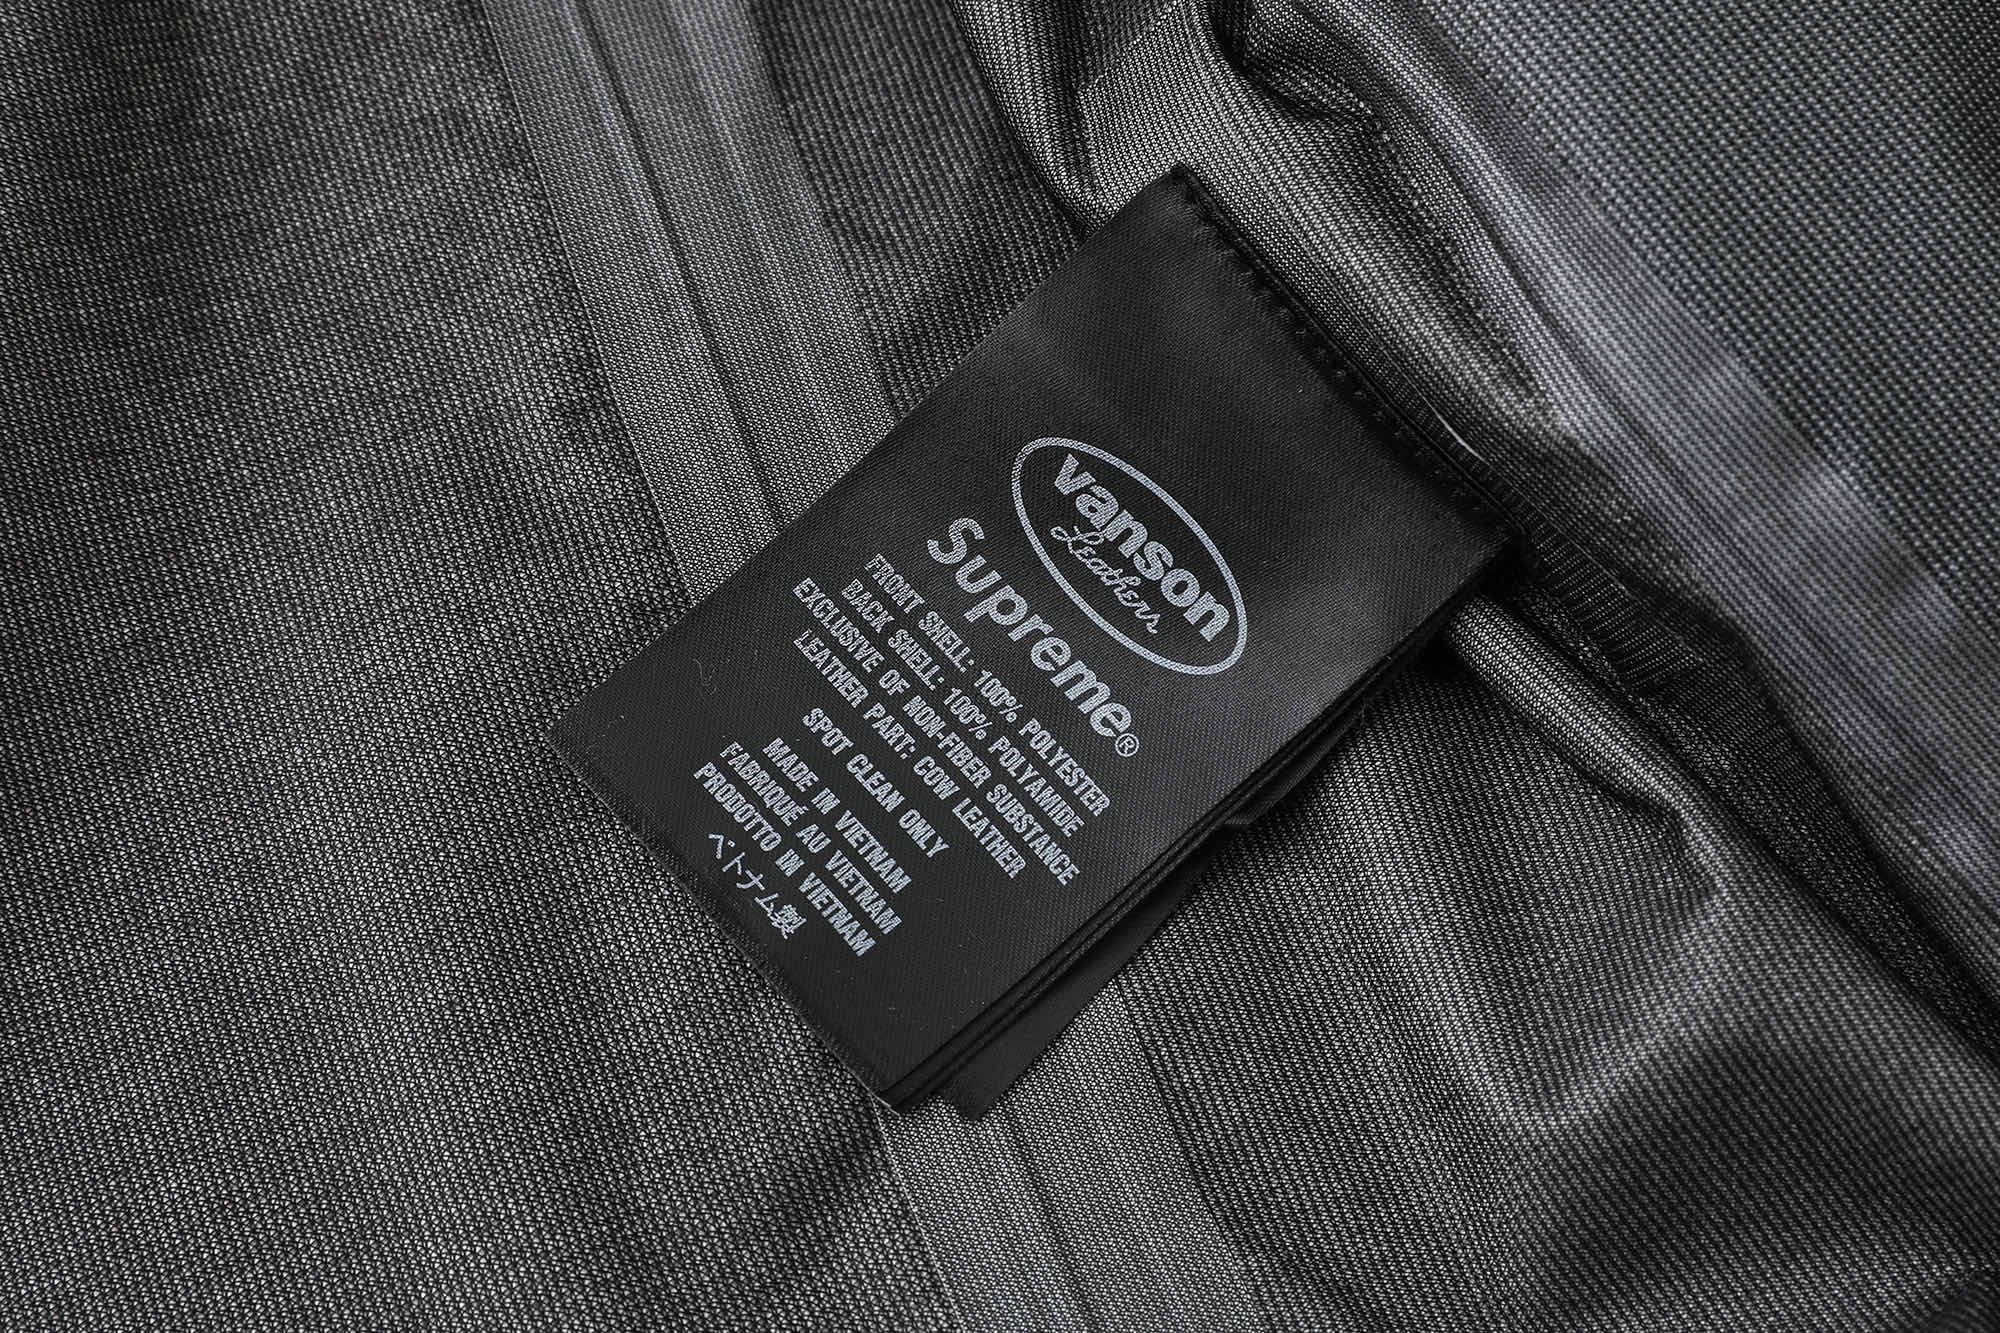 vanson
Leathers
Supreme®
FRONT SHELL: 100% POLYESTER
BACK SHELL: 100% POLYAMIDE
EXCLUSIVE OF NON-FIBER SUBSTANCE
LEATHER PART: COW LEATHER
SPOT CLEAN ONLY
MADE IN VIETNAM
FABRIQUÉ AU VIETNAM
PRODOTTO IN VIETNAM
ベトナム製